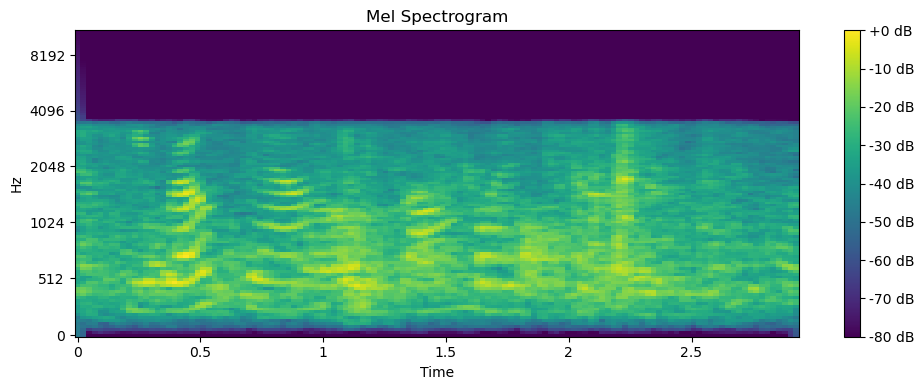 Mel Spectrogram
8192
4096
2048
1024
512
0
Hz
0
0.5
1
1.5
2
2.5
Time
+0 dB
-10 dB
-20 dB
-30 dB
-40 dB
-50 dB
-60 dB
-70 dB
-80 dB